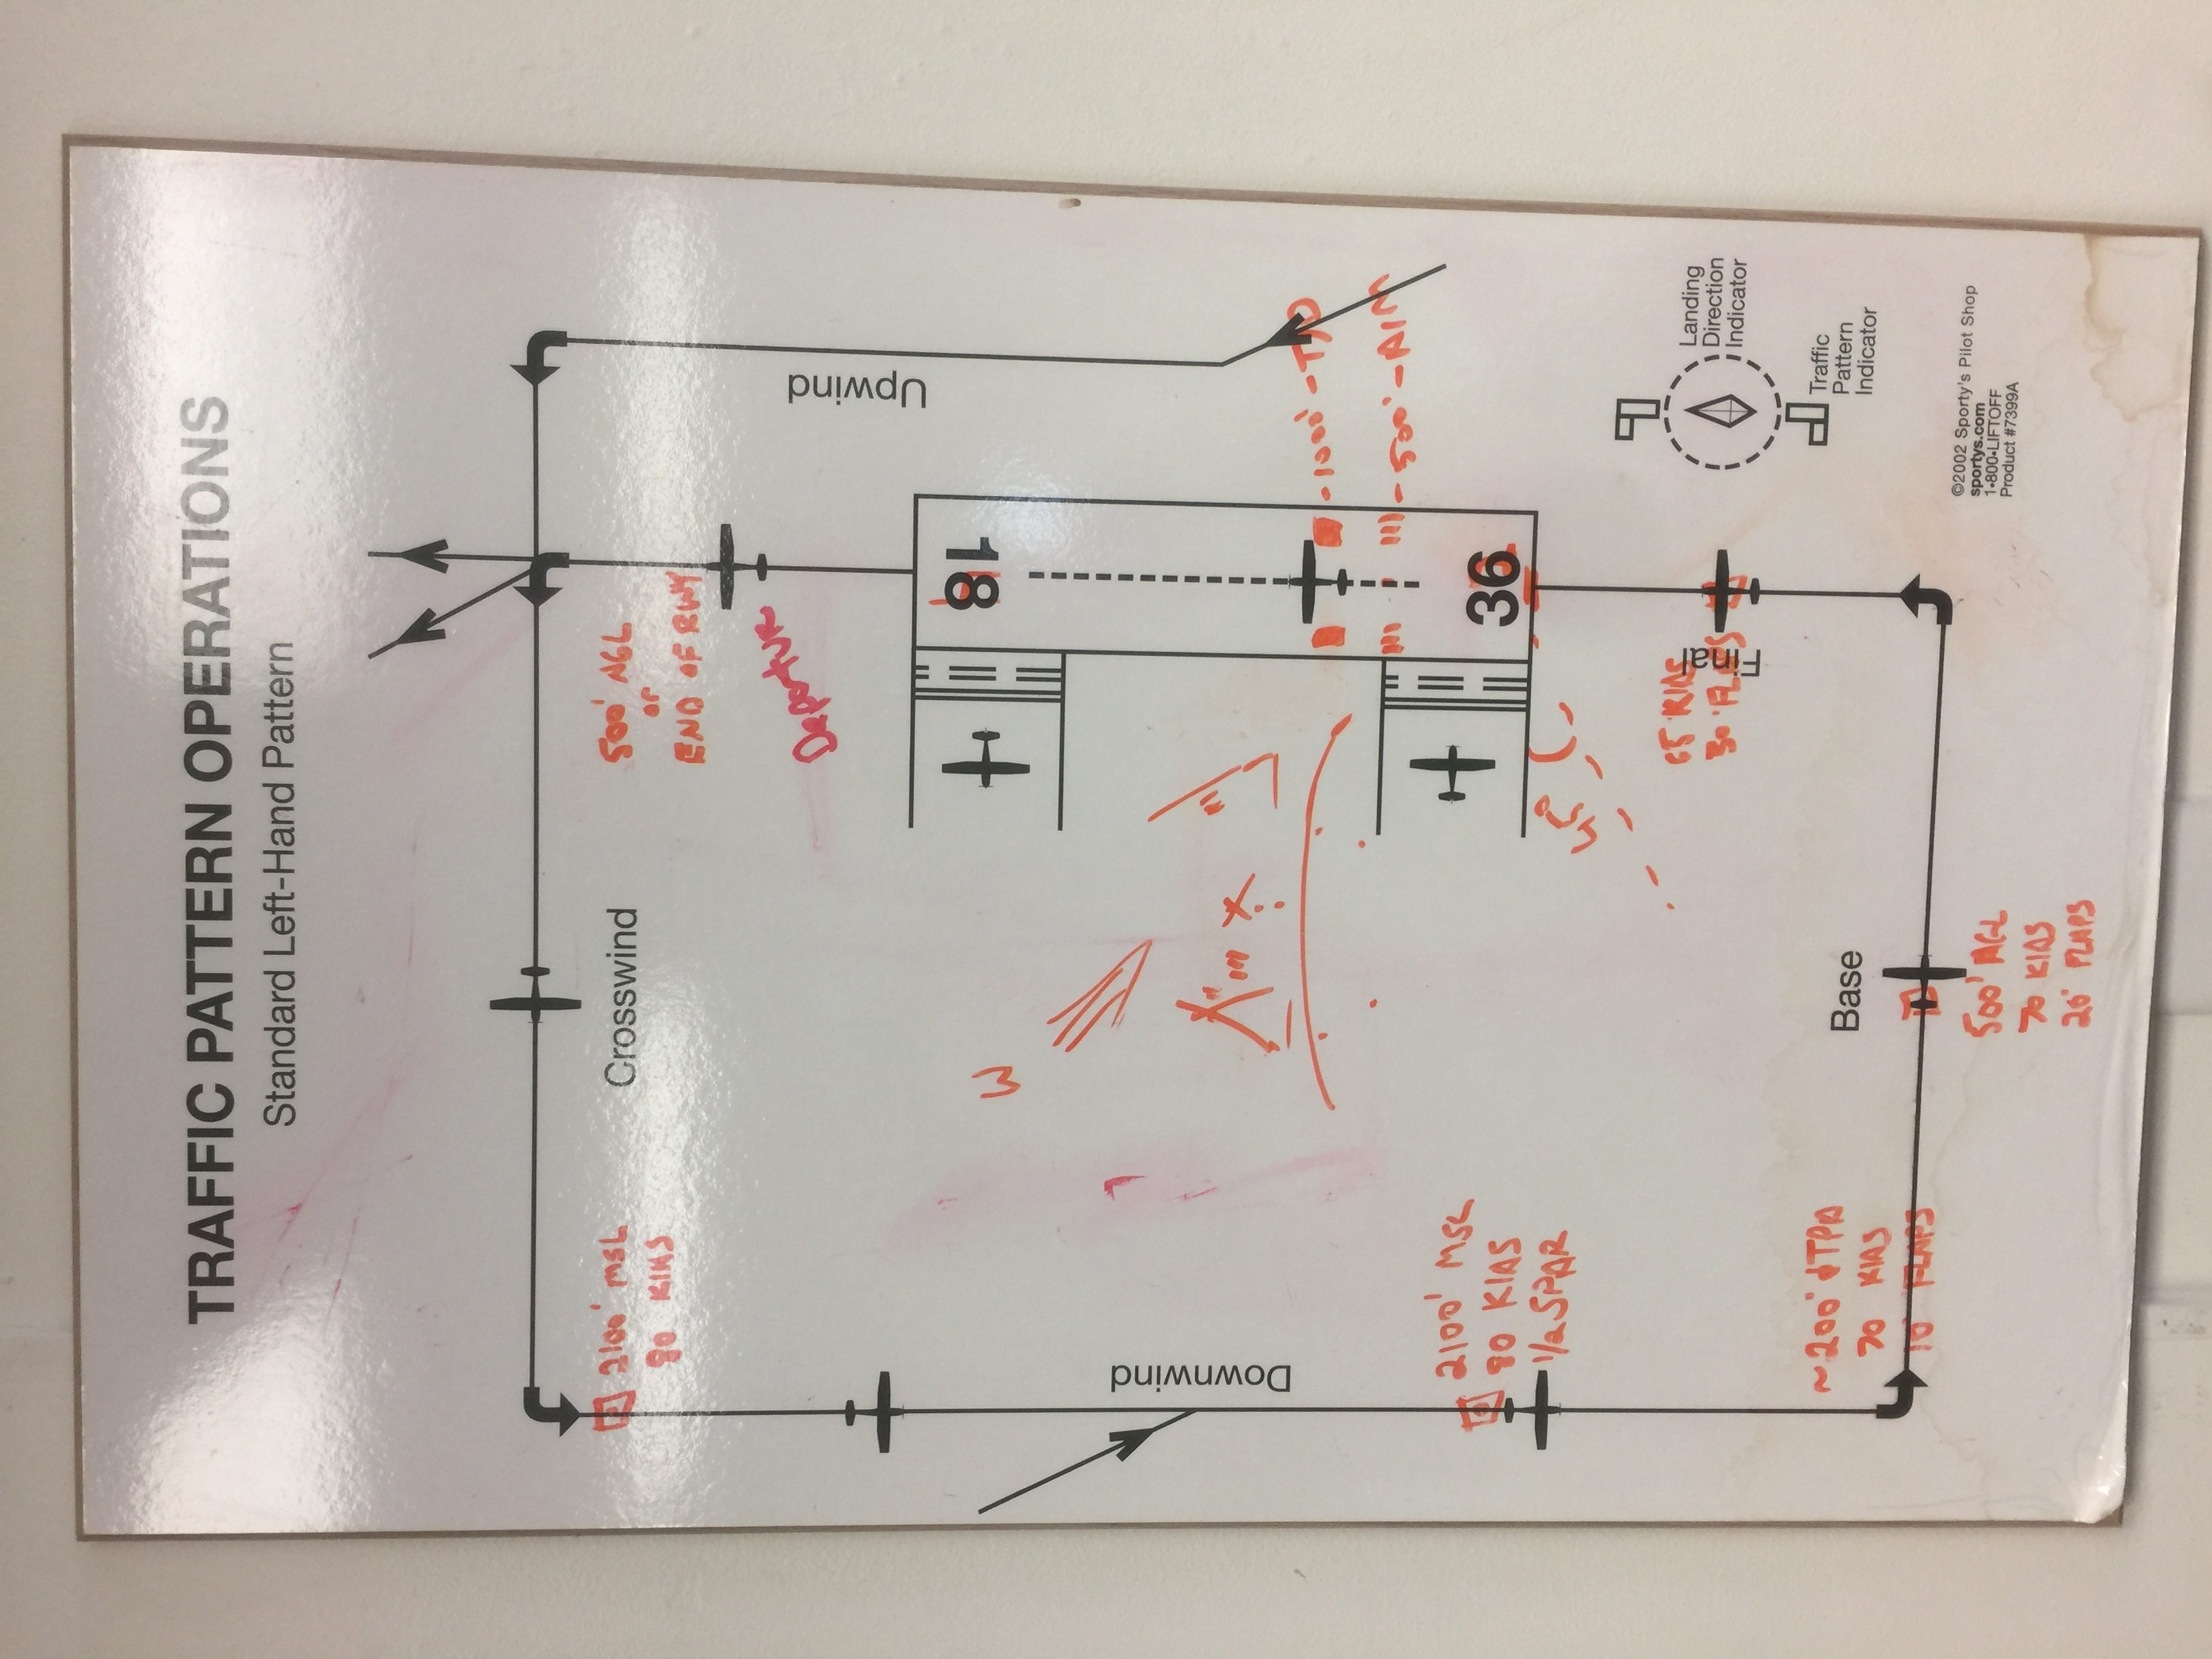 TRAFFIC PATTERN OPERATIONS
Standard Left-Hand Pattern
2100' MSL
80 KIAS
Crosswind
500' AGL
or
END OF RWY
Departur
Upwind
18
W
Downwind
-1000'-T/D
-500'-AIM
2100' MSL
80 KIAS
1/2 SPAR
36
45°
65 KIAS
30° FLAPS
Final
Landing
Direction
Indicator
Traffic
Pattern
Indicator
~200' ↓TPA
70 KIAS
10° FLAPS
Base
500' AGL
70 KIAS
20° FLAPS
©2002 Sporty's Pilot Shop
sportys.com
1•800•LIFTOFF
Product #7399A